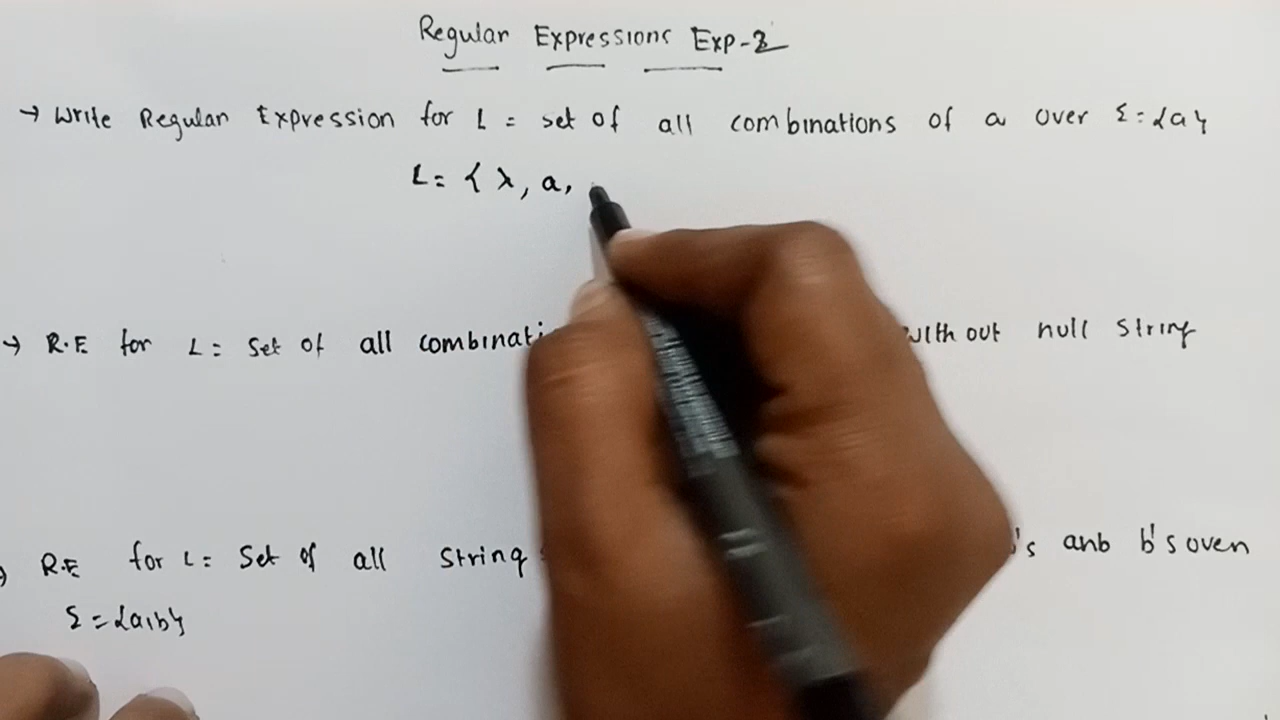 Regular Expressions Exp-2
→ Write Regular Expression for L = set of all combinations of a over Σ={a}
L= { λ, a,
→ R.E for L= Set of all combinati without null string
R.E for L= Set of all string 's anb b's over
Σ={a,b}